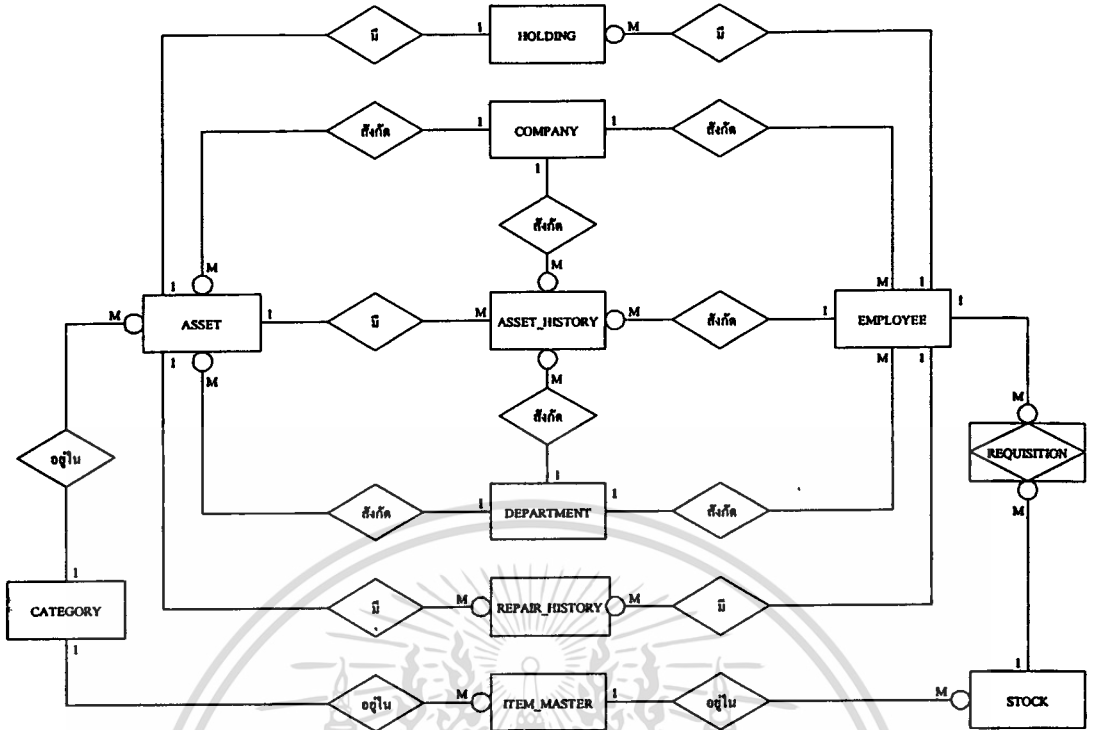 มี 1 HOLDING M มี
สังกัด 1 COMPANY 1 สังกัด
1
สังกัด
M
M 1 M 1
M ASSET 1 มี M ASSET_HISTORY M สังกัด 1 EMPLOYEE 1
1 M M M 1
อยู่ใน สังกัด M REQUISITION
1 M
สังกัด 1 DEPARTMENT 1 สังกัด
1
CATEGORY มี M REPAIR_HISTORY M มี
1 1
อยู่ใน M ITEM_MASTER 1 อยู่ใน M STOCK